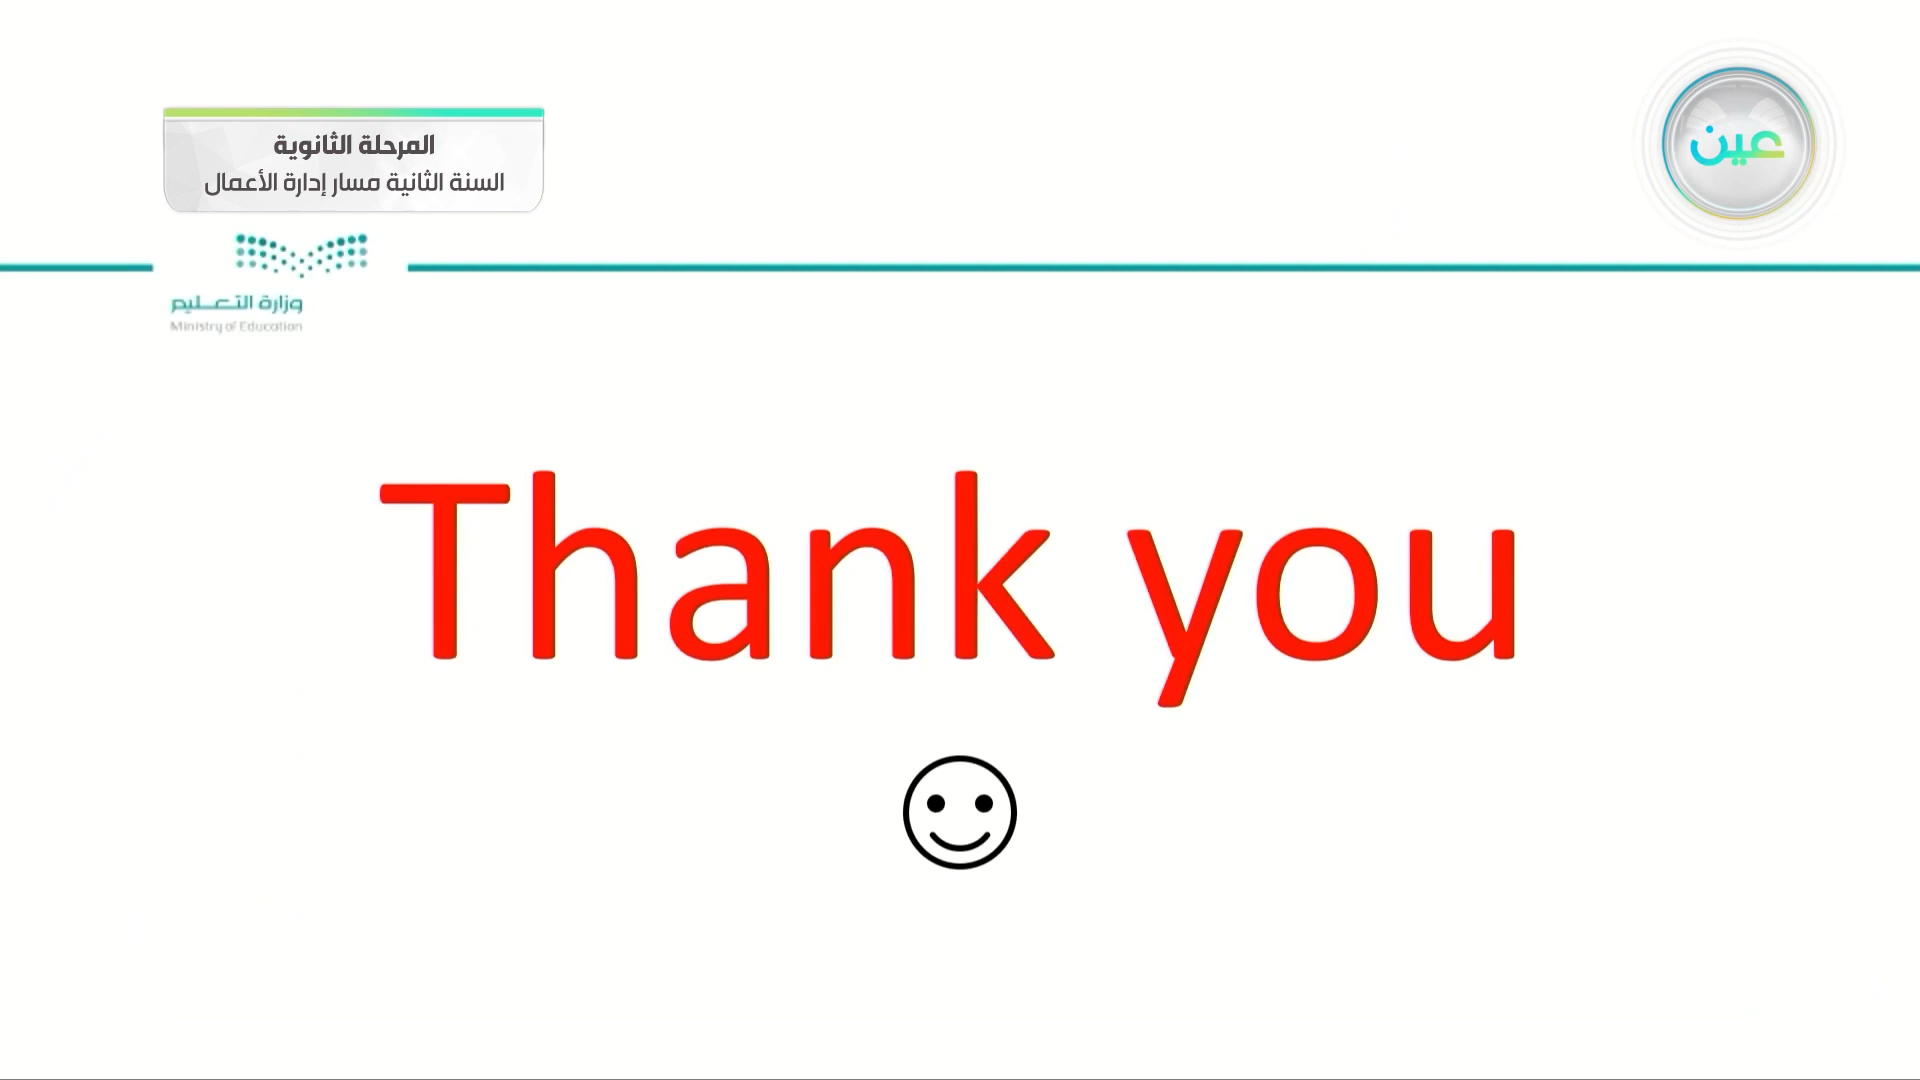 المرحلة الثانوية
السنة الثانية مسار إدارة الأعمال
عين
وزارة التعليم
Ministry of Education
Thank you